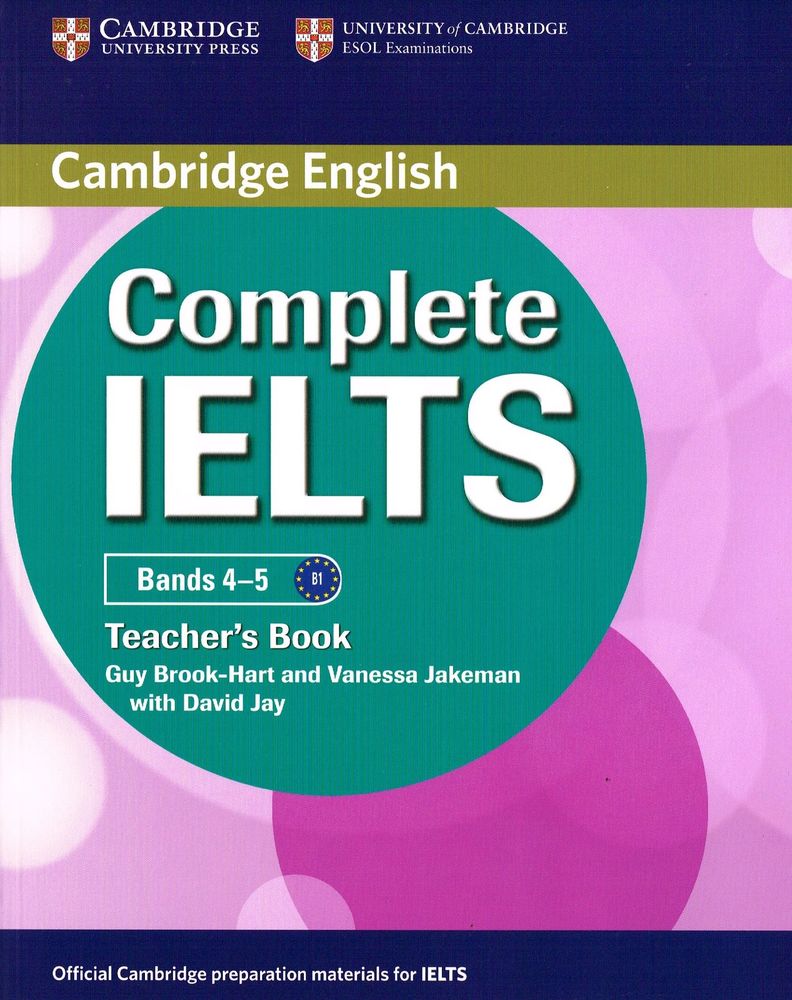 CAMBRIDGE
UNIVERSITY PRESS
UNIVERSITY of CAMBRIDGE
ESOL Examinations
Cambridge English
Complete
IELTS
Bands 4–5
B1
Teacher's Book
Guy Brook-Hart and Vanessa Jakeman
with David Jay
Official Cambridge preparation materials for IELTS